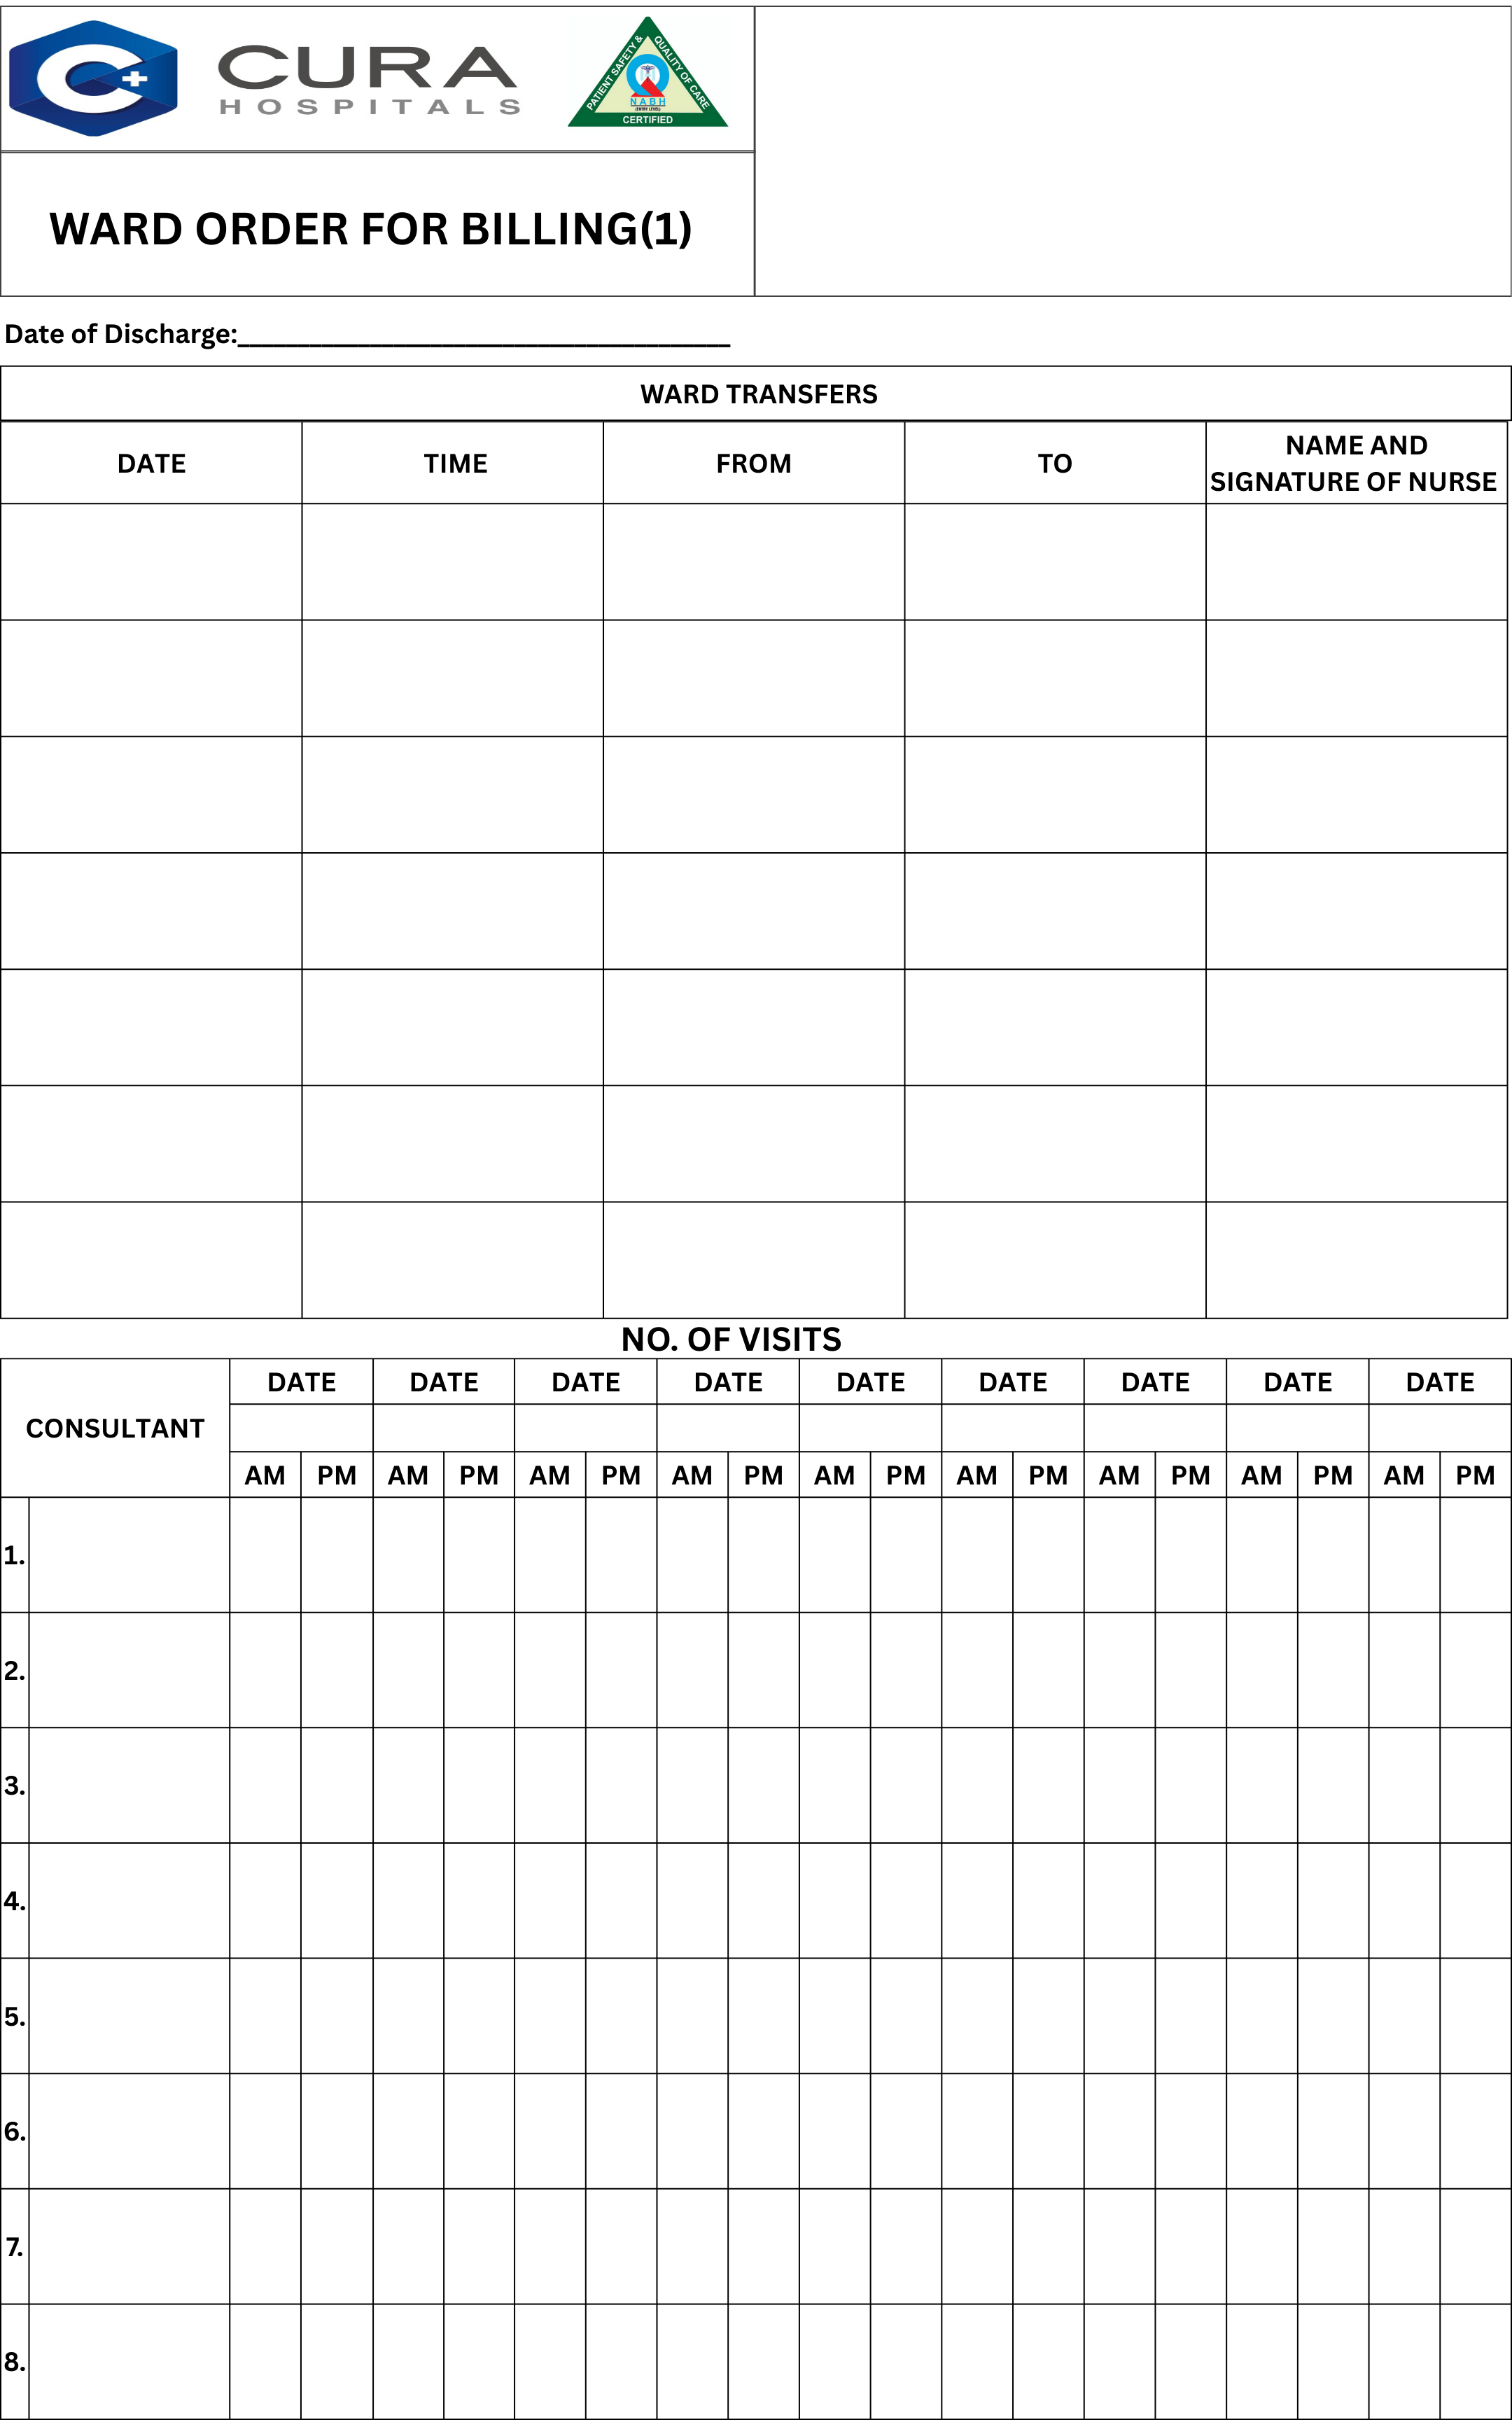 CURA
HOSPITALS
PATIENT SAFETY & QUALITY OF CARE
NABH
(ENTRY LEVEL)
CERTIFIED
WARD ORDER FOR BILLING(1)
Date of Discharge:___________________________________
WARD TRANSFERS
DATE TIME FROM TO NAME AND
SIGNATURE OF NURSE
NO. OF VISITS
DATE DATE DATE DATE DATE DATE DATE DATE DATE
CONSULTANT
AM PM AM PM AM PM AM PM AM PM AM PM AM PM AM PM AM PM
1.
2.
3.
4.
5.
6.
7.
8.